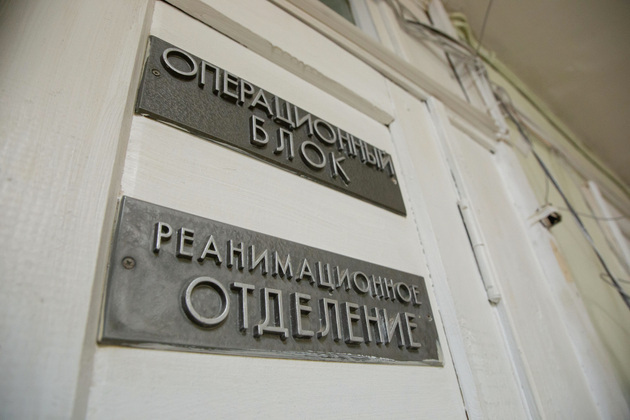 ОПЕРАЦИОННЫЙ
БЛОК
РЕАНИМАЦИОННОЕ
ОТДЕЛЕНИЕ